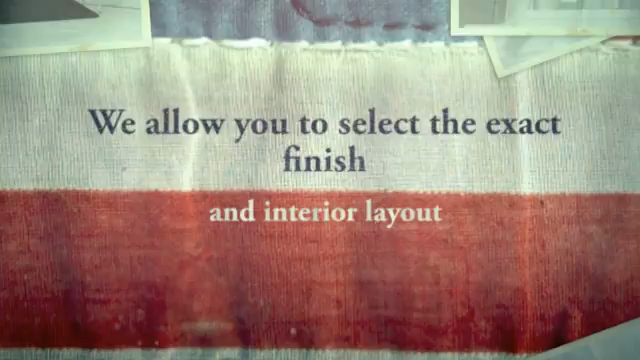 We allow you to select the exact
finish
and interior layout